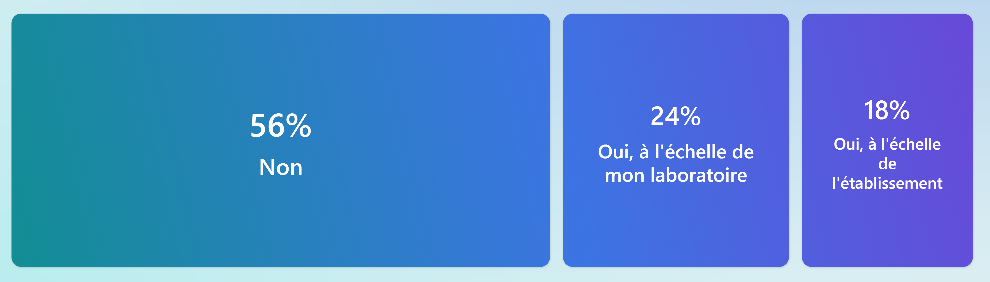 56%
Non
24%
Oui, à l'échelle de
mon laboratoire
18%
Oui, à l'échelle
de
l'établissement